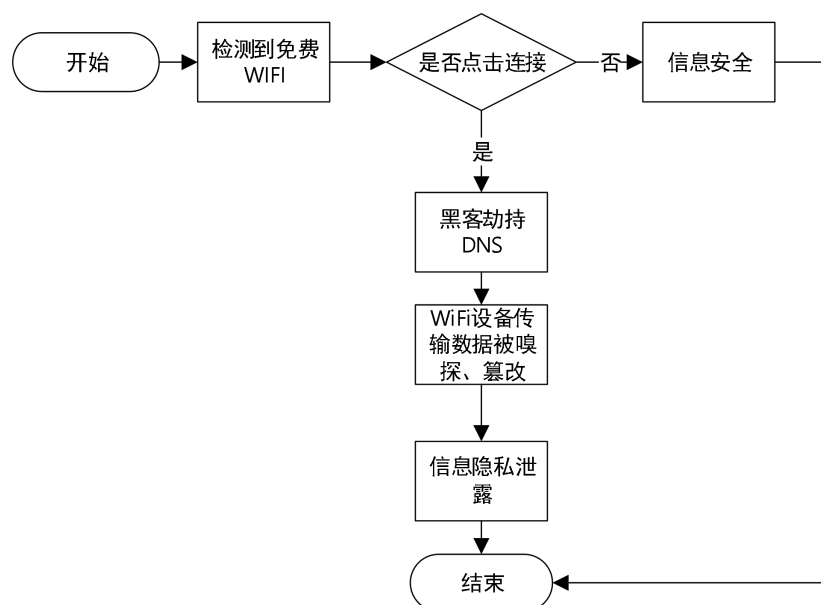 开始
检测到免费
WIFI
是否点击连接
否
信息安全
是
黑客劫持
DNS
WiFi设备传
输数据被嗅
探、篡改
信息隐私泄
露
结束